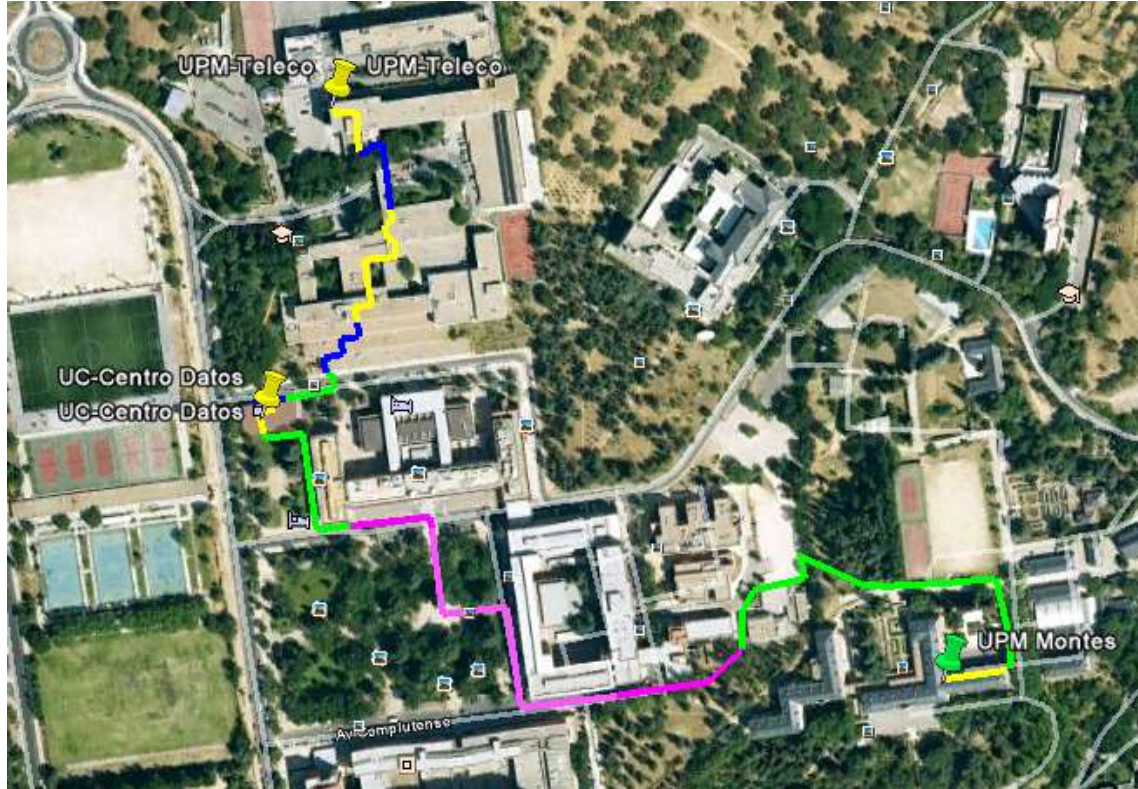 UPM-Teleco UPM-Teleco
UC-Centro Datos
UC-Centro Datos
UPM Montes
Av Complutense